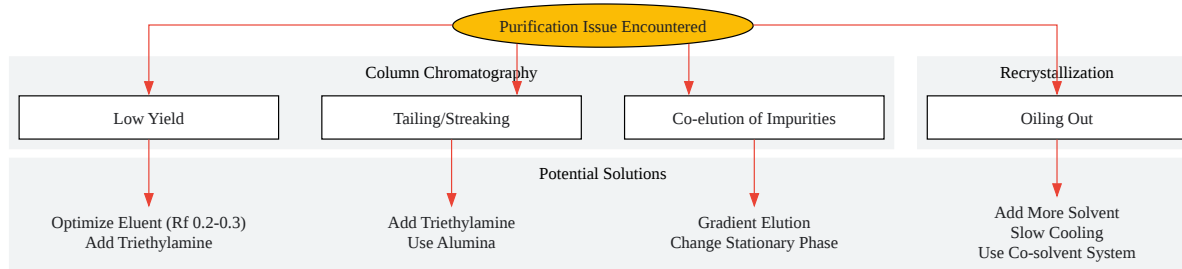 Purification Issue Encountered
Column Chromatography
Recrystallization
Low Yield
Tailing/Streaking
Co-elution of Impurities
Oiling Out
Potential Solutions
Optimize Eluent (Rf 0.2-0.3)
Add Triethylamine
Add Triethylamine
Use Alumina
Gradient Elution
Change Stationary Phase
Add More Solvent
Slow Cooling
Use Co-solvent System